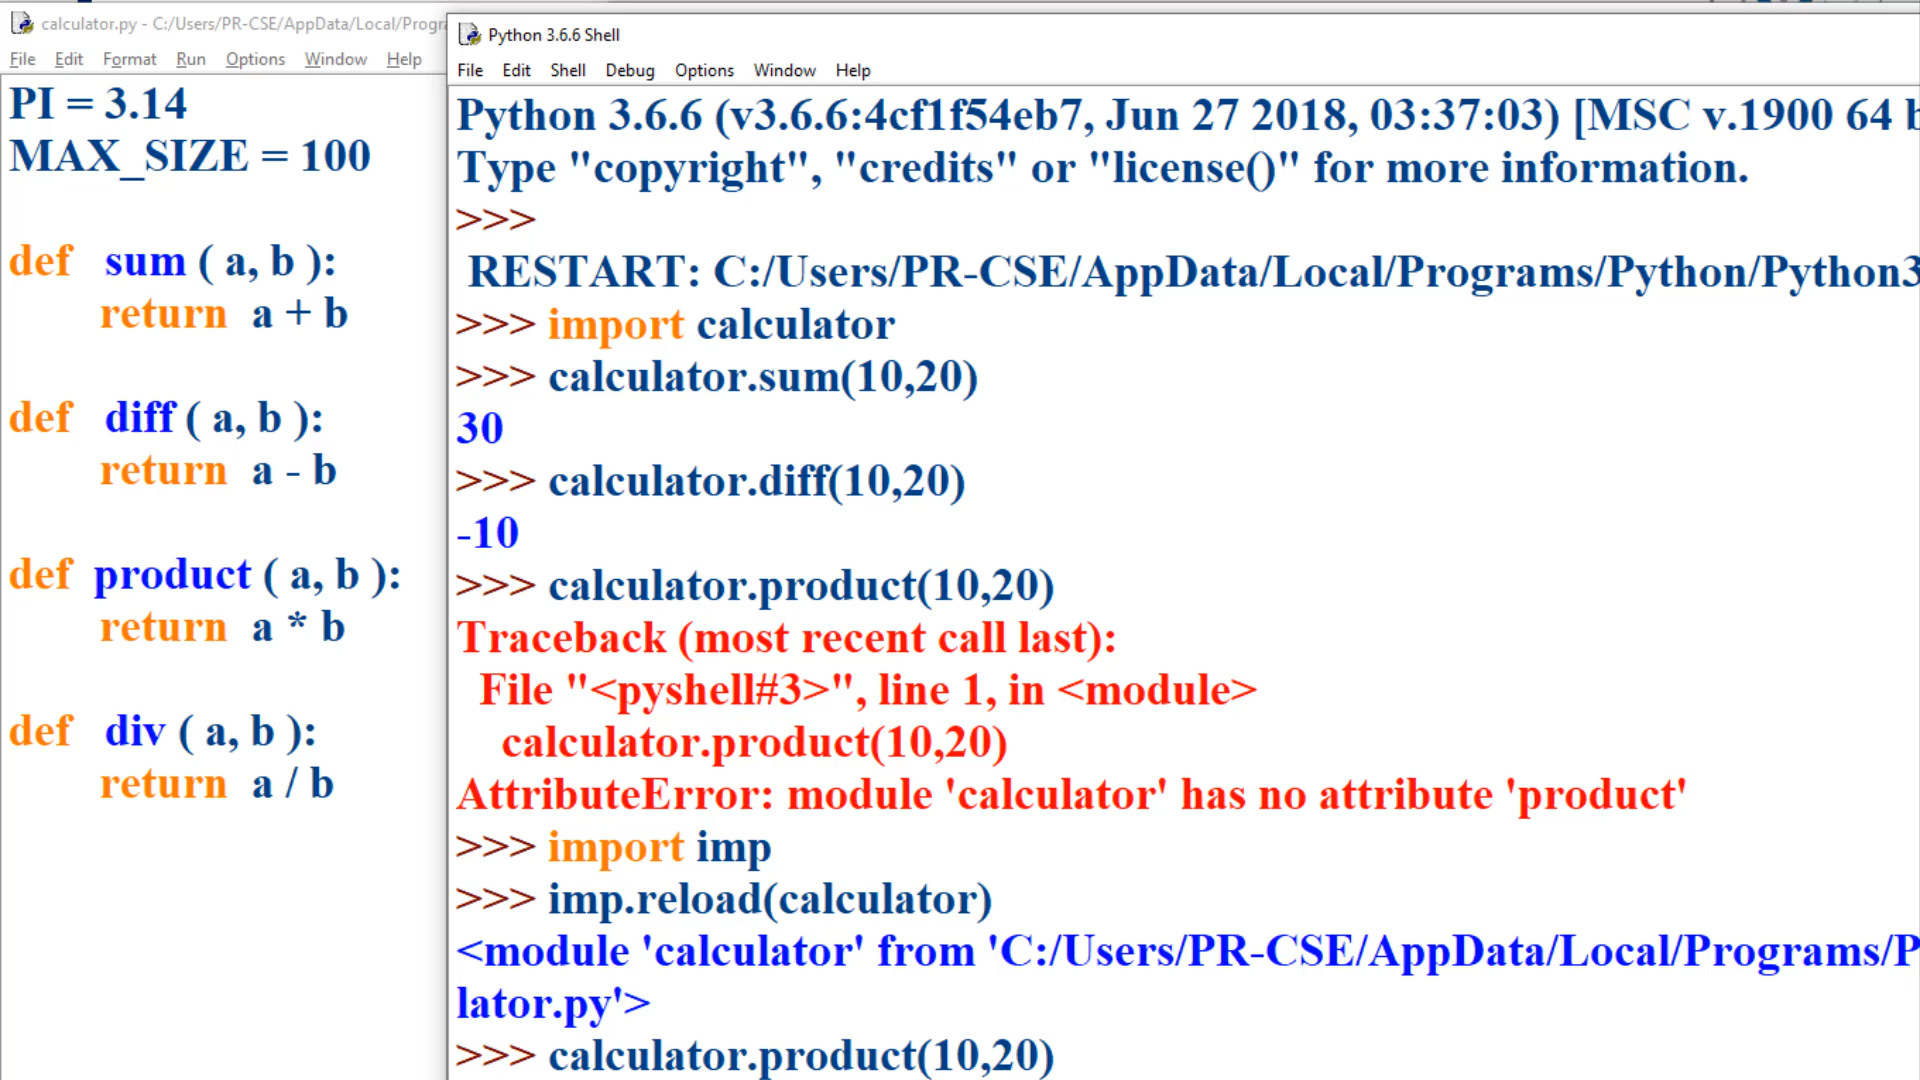 calculator.py - C:/Users/PR-CSE/AppData/Local/Progra
File Edit Format Run Options Window Help
PI = 3.14
MAX_SIZE = 100
def sum ( a, b ):
return a + b
def diff ( a, b ):
return a - b
def product ( a, b ):
return a * b
def div ( a, b ):
return a / b
Python 3.6.6 Shell
File Edit Shell Debug Options Window Help
Python 3.6.6 (v3.6.6:4cf1f54eb7, Jun 27 2018, 03:37:03) [MSC v.1900 64 b
Type "copyright", "credits" or "license()" for more information.
>>>
RESTART: C:/Users/PR-CSE/AppData/Local/Programs/Python/Python3
>>> import calculator
>>> calculator.sum(10,20)
30
>>> calculator.diff(10,20)
-10
>>> calculator.product(10,20)
Traceback (most recent call last):
File "<pyshell#3>", line 1, in <module>
calculator.product(10,20)
AttributeError: module 'calculator' has no attribute 'product'
>>> import imp
>>> imp.reload(calculator)
<module 'calculator' from 'C:/Users/PR-CSE/AppData/Local/Programs/P
lator.py'>
>>> calculator.product(10,20)